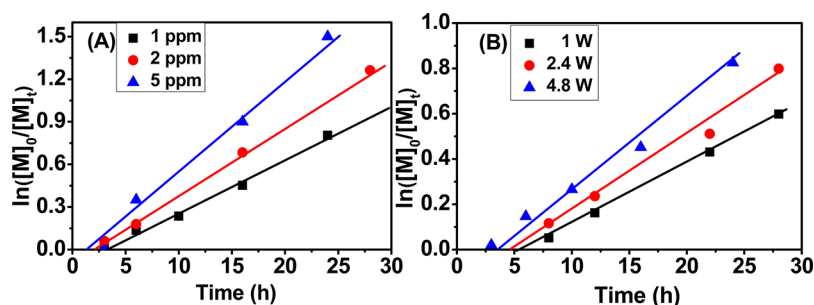 (A)
1 ppm
2 ppm
5 ppm
ln([M]₀/[M]ₜ)
1.5
1.2
0.9
0.6
0.3
0.0
0 5 10 15 20 25 30
Time (h)
(B)
1 W
2.4 W
4.8 W
ln([M]₀/[M]ₜ)
1.0
0.8
0.6
0.4
0.2
0.0
0 5 10 15 20 25 30
Time (h)